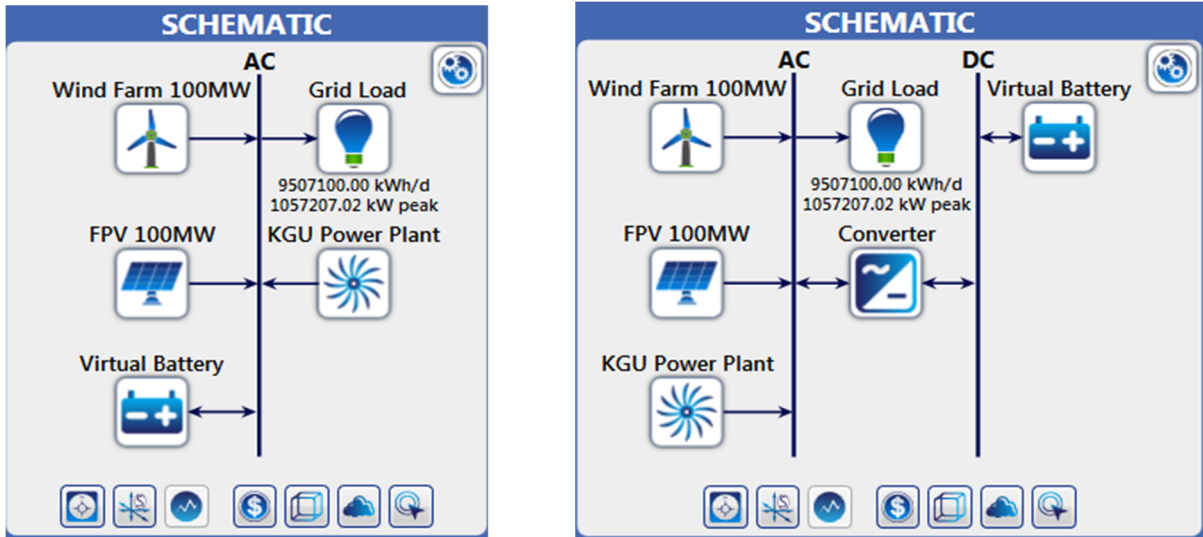 SCHEMATIC
AC
Wind Farm 100MW
Grid Load
9507100.00 kWh/d
1057207.02 kW peak
FPV 100MW
KGU Power Plant
Virtual Battery
SCHEMATIC
AC
DC
Wind Farm 100MW
Grid Load
Virtual Battery
9507100.00 kWh/d
1057207.02 kW peak
FPV 100MW
Converter
KGU Power Plant